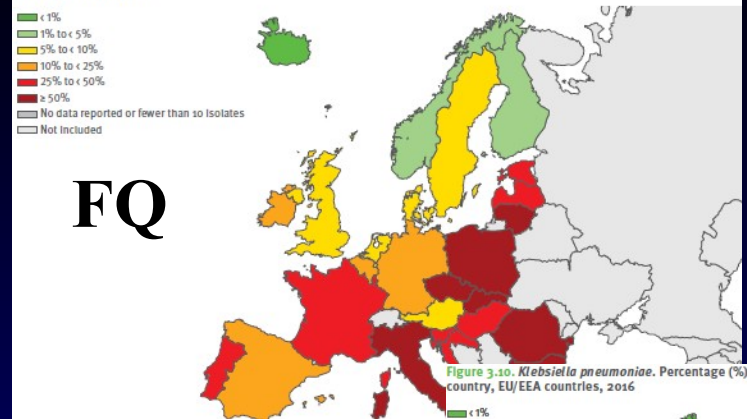 < 1%
1% to < 5%
5% to < 10%
10% to < 25%
25% to < 50%
≥ 50%
No data reported or fewer than 10 isolates
Not included
FQ
Figure 3.10. Klebsiella pneumoniae. Percentage (%)
country, EU/EEA countries, 2016
< 1%